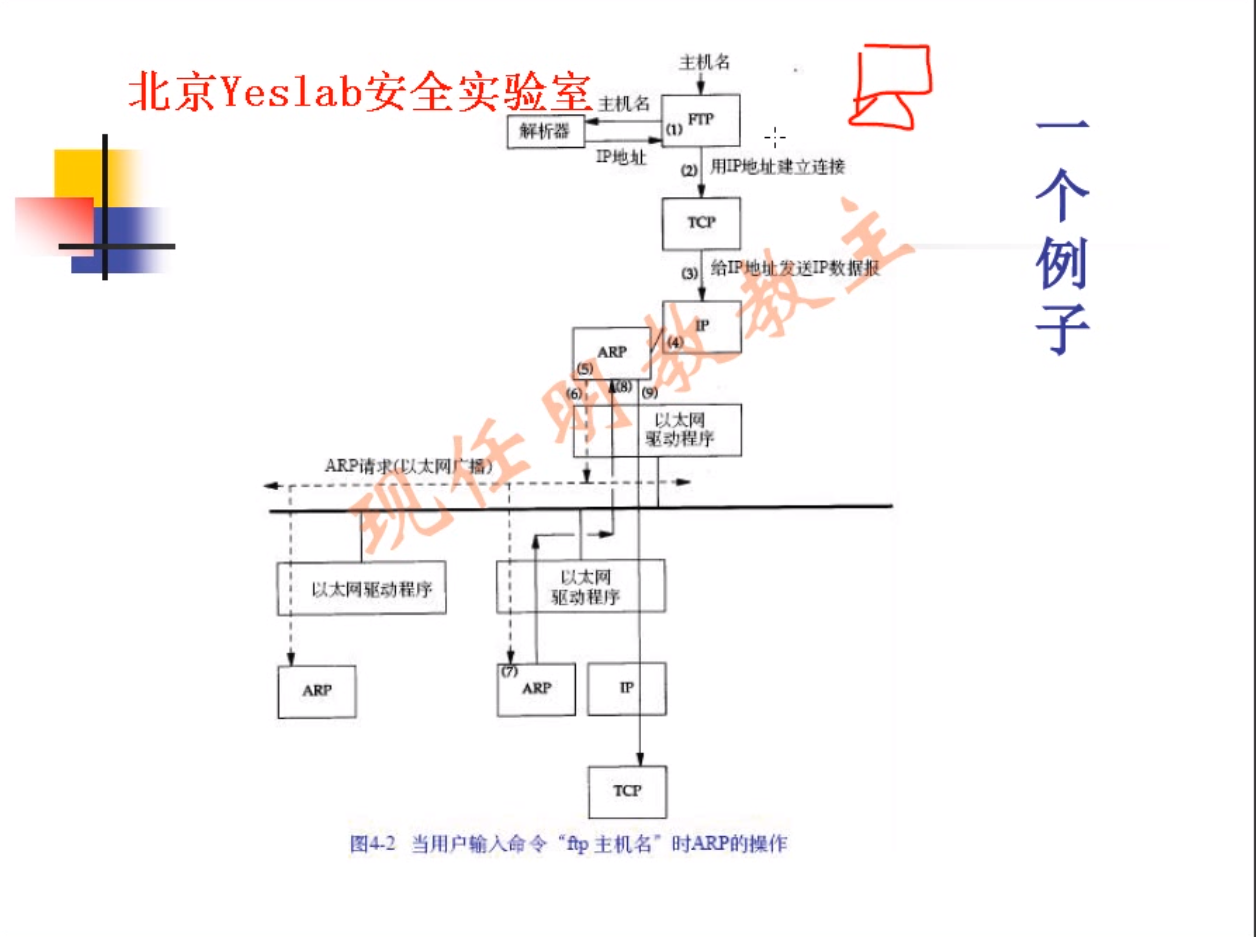 北京Yeslab安全实验室
一个例子
主机名
主机名
FTP
(1)
解析器
IP地址
(2)
用IP地址建立连接
TCP
(3)
给IP地址发送IP数据报
IP
(4)
ARP
(5)
(6)
(8)
(9)
以太网
驱动程序
ARP请求(以太网广播)
以太网驱动程序
以太网
驱动程序
ARP
(7)
ARP
IP
TCP
现任明教教主
图4-2 当用户输入命令“ftp 主机名”时ARP的操作